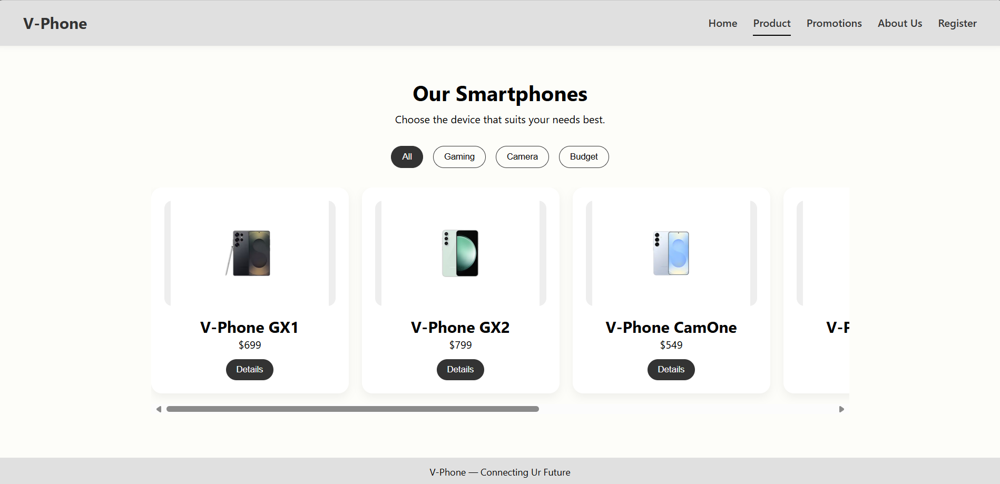 V-Phone
Home Product Promotions About Us Register
Our Smartphones
Choose the device that suits your needs best.
All Gaming Camera Budget
V-Phone GX1
$699
Details
V-Phone GX2
$799
Details
V-Phone CamOne
$549
Details
V-P
V-Phone — Connecting Ur Future